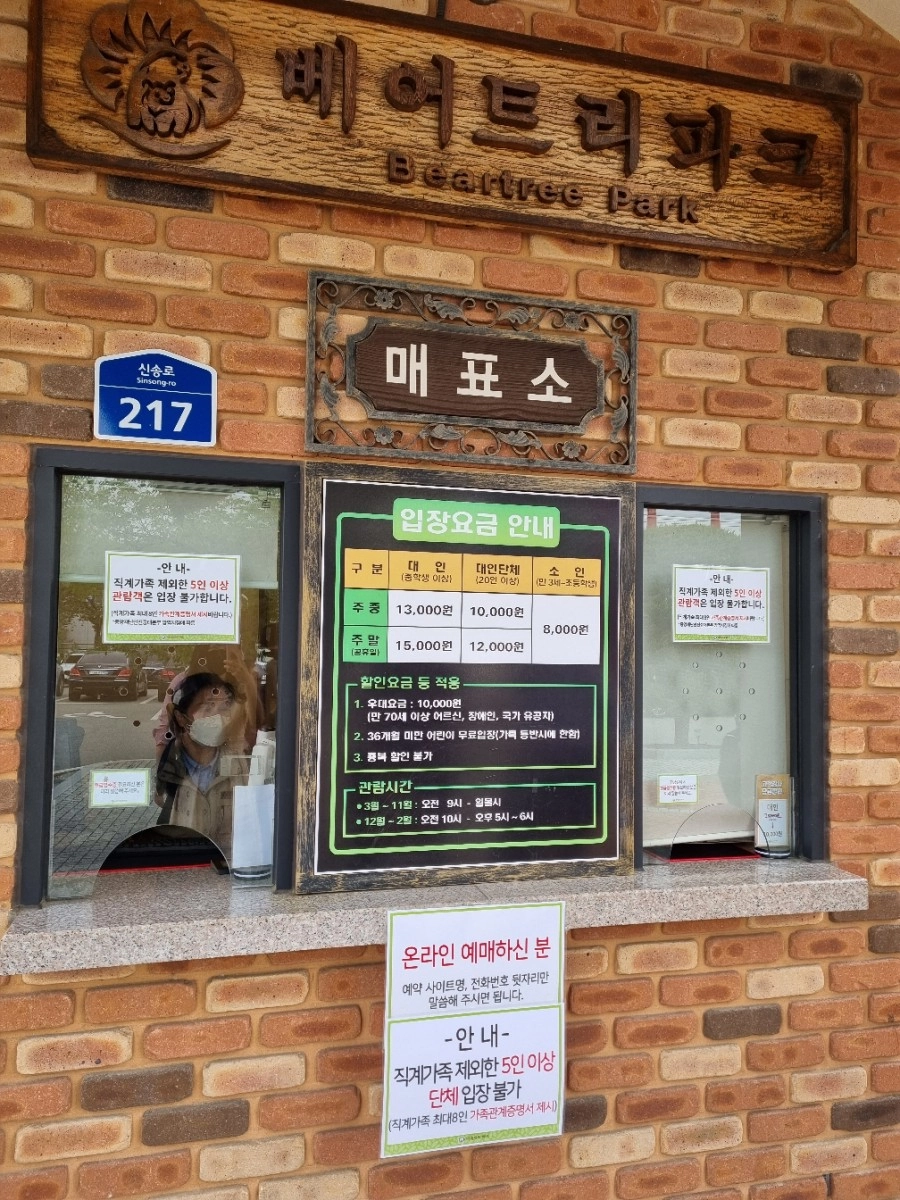 베어트리파크
Beartree Park
매표소
신송로
Sinsong-ro
217
-안 내-
직계가족 제외한 5인 이상
관람객은 입장 불가합니다.
입장요금 안내
구 분
대 인
(중학생 이상)
대인단체
(20인 이상)
소 인
(만 3세~초등학생)
주 중
13,000원
10,000원
8,000원
주 말
(공휴일)
15,000원
12,000원
할인요금 등 적용
1. 우대요금 : 10,000원
(만 70세 이상 어르신, 장애인, 국가 유공자)
2. 36개월 미만 어린이 무료입장(가족 동반시에 한함)
3. 중복 할인 불가
관람시간
● 3월 ~ 11월 : 오전 9시 - 일몰시
● 12월 ~ 2월 : 오전 10시 - 오후 5시 ~ 6시
-안 내-
직계가족 제외한 5인 이상
관람객은 입장 불가합니다.
온라인 예매하신 분
예약 사이트명, 전화번호 뒷자리만
말씀해 주시면 됩니다.
-안 내-
직계가족 제외한 5인 이상
단체 입장 불가
(직계가족 최대8인 가족관계증명서 제시)